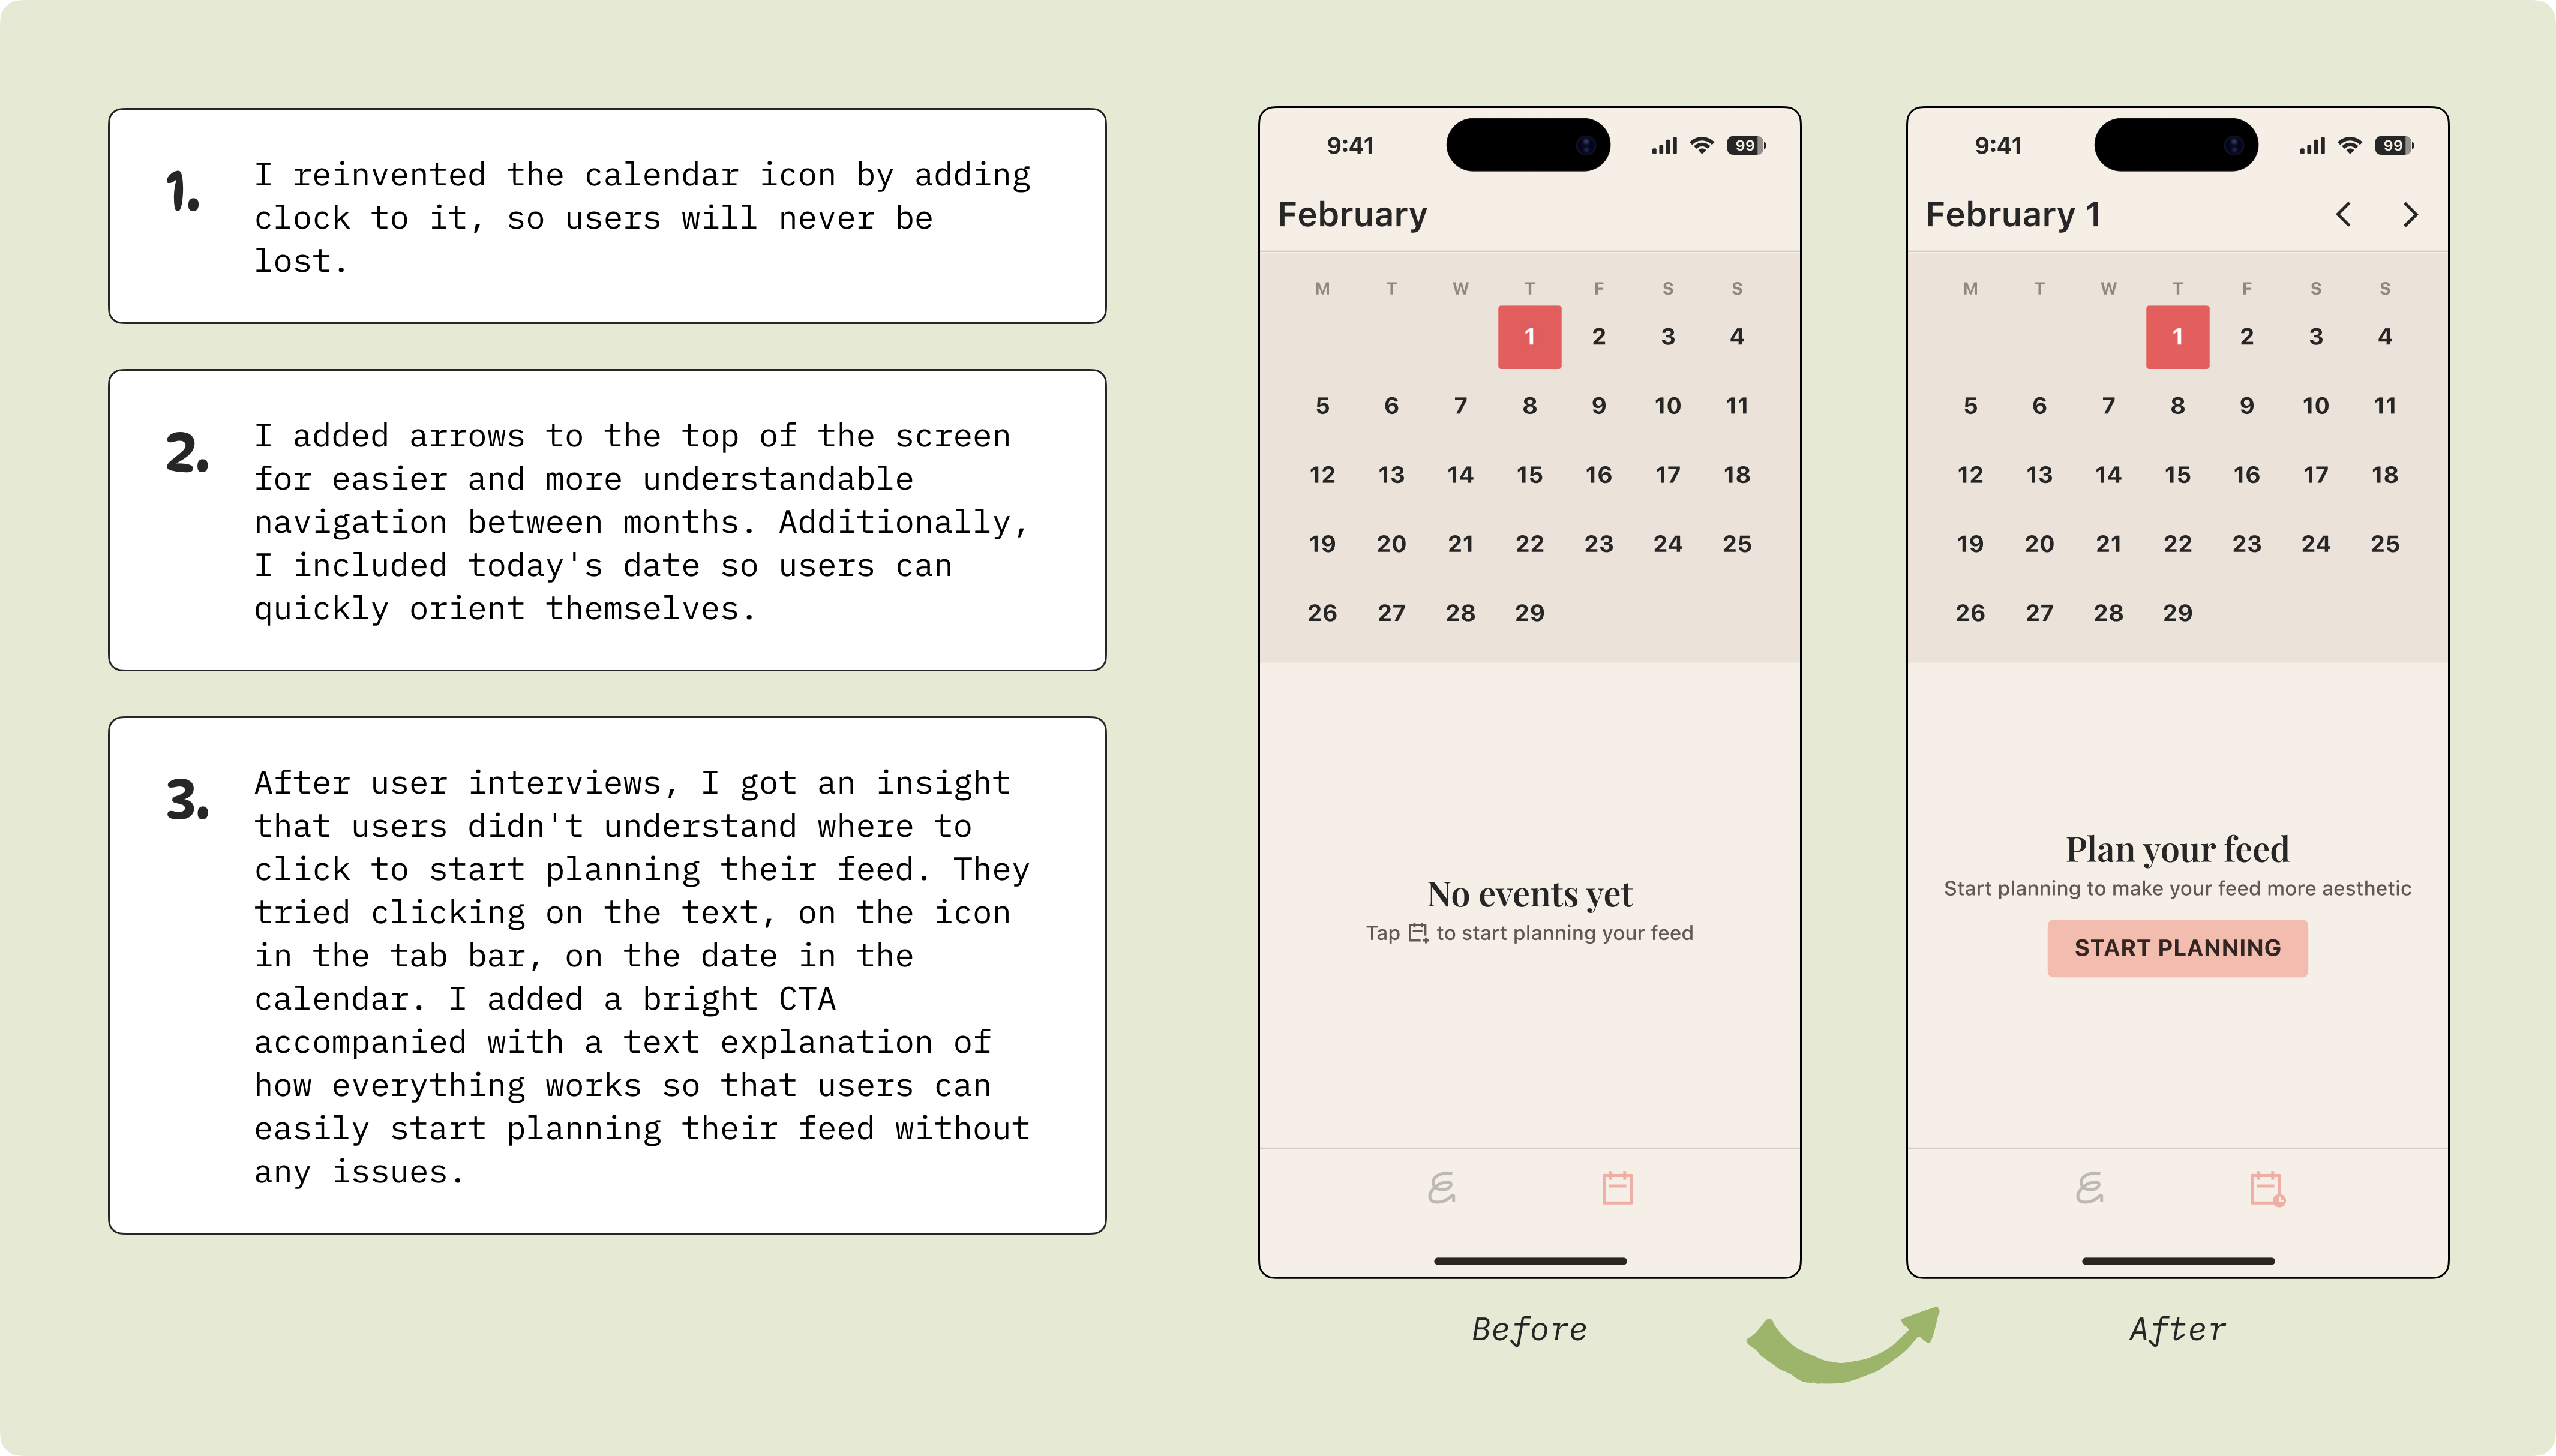 1.
I reinvented the calendar icon by adding
clock to it, so users will never be
lost.
2.
I added arrows to the top of the screen
for easier and more understandable
navigation between months. Additionally,
I included today's date so users can
quickly orient themselves.
3.
After user interviews, I got an insight
that users didn't understand where to
click to start planning their feed. They
tried clicking on the text, on the icon
in the tab bar, on the date in the
calendar. I added a bright CTA
accompanied with a text explanation of
how everything works so that users can
easily start planning their feed without
any issues.
9:41 99
February
M T W T F S S
1 2 3 4
5 6 7 8 9 10 11
12 13 14 15 16 17 18
19 20 21 22 23 24 25
26 27 28 29
No events yet
Tap to start planning your feed
Before
9:41 99
February 1
M T W T F S S
1 2 3 4
5 6 7 8 9 10 11
12 13 14 15 16 17 18
19 20 21 22 23 24 25
26 27 28 29
Plan your feed
Start planning to make your feed more aesthetic
START PLANNING
After